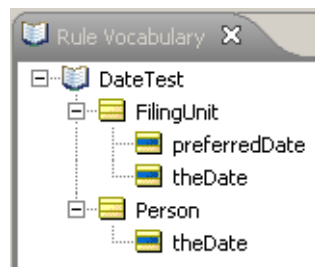 Rule Vocabulary
DateTest
FilingUnit
preferredDate
theDate
Person
theDate